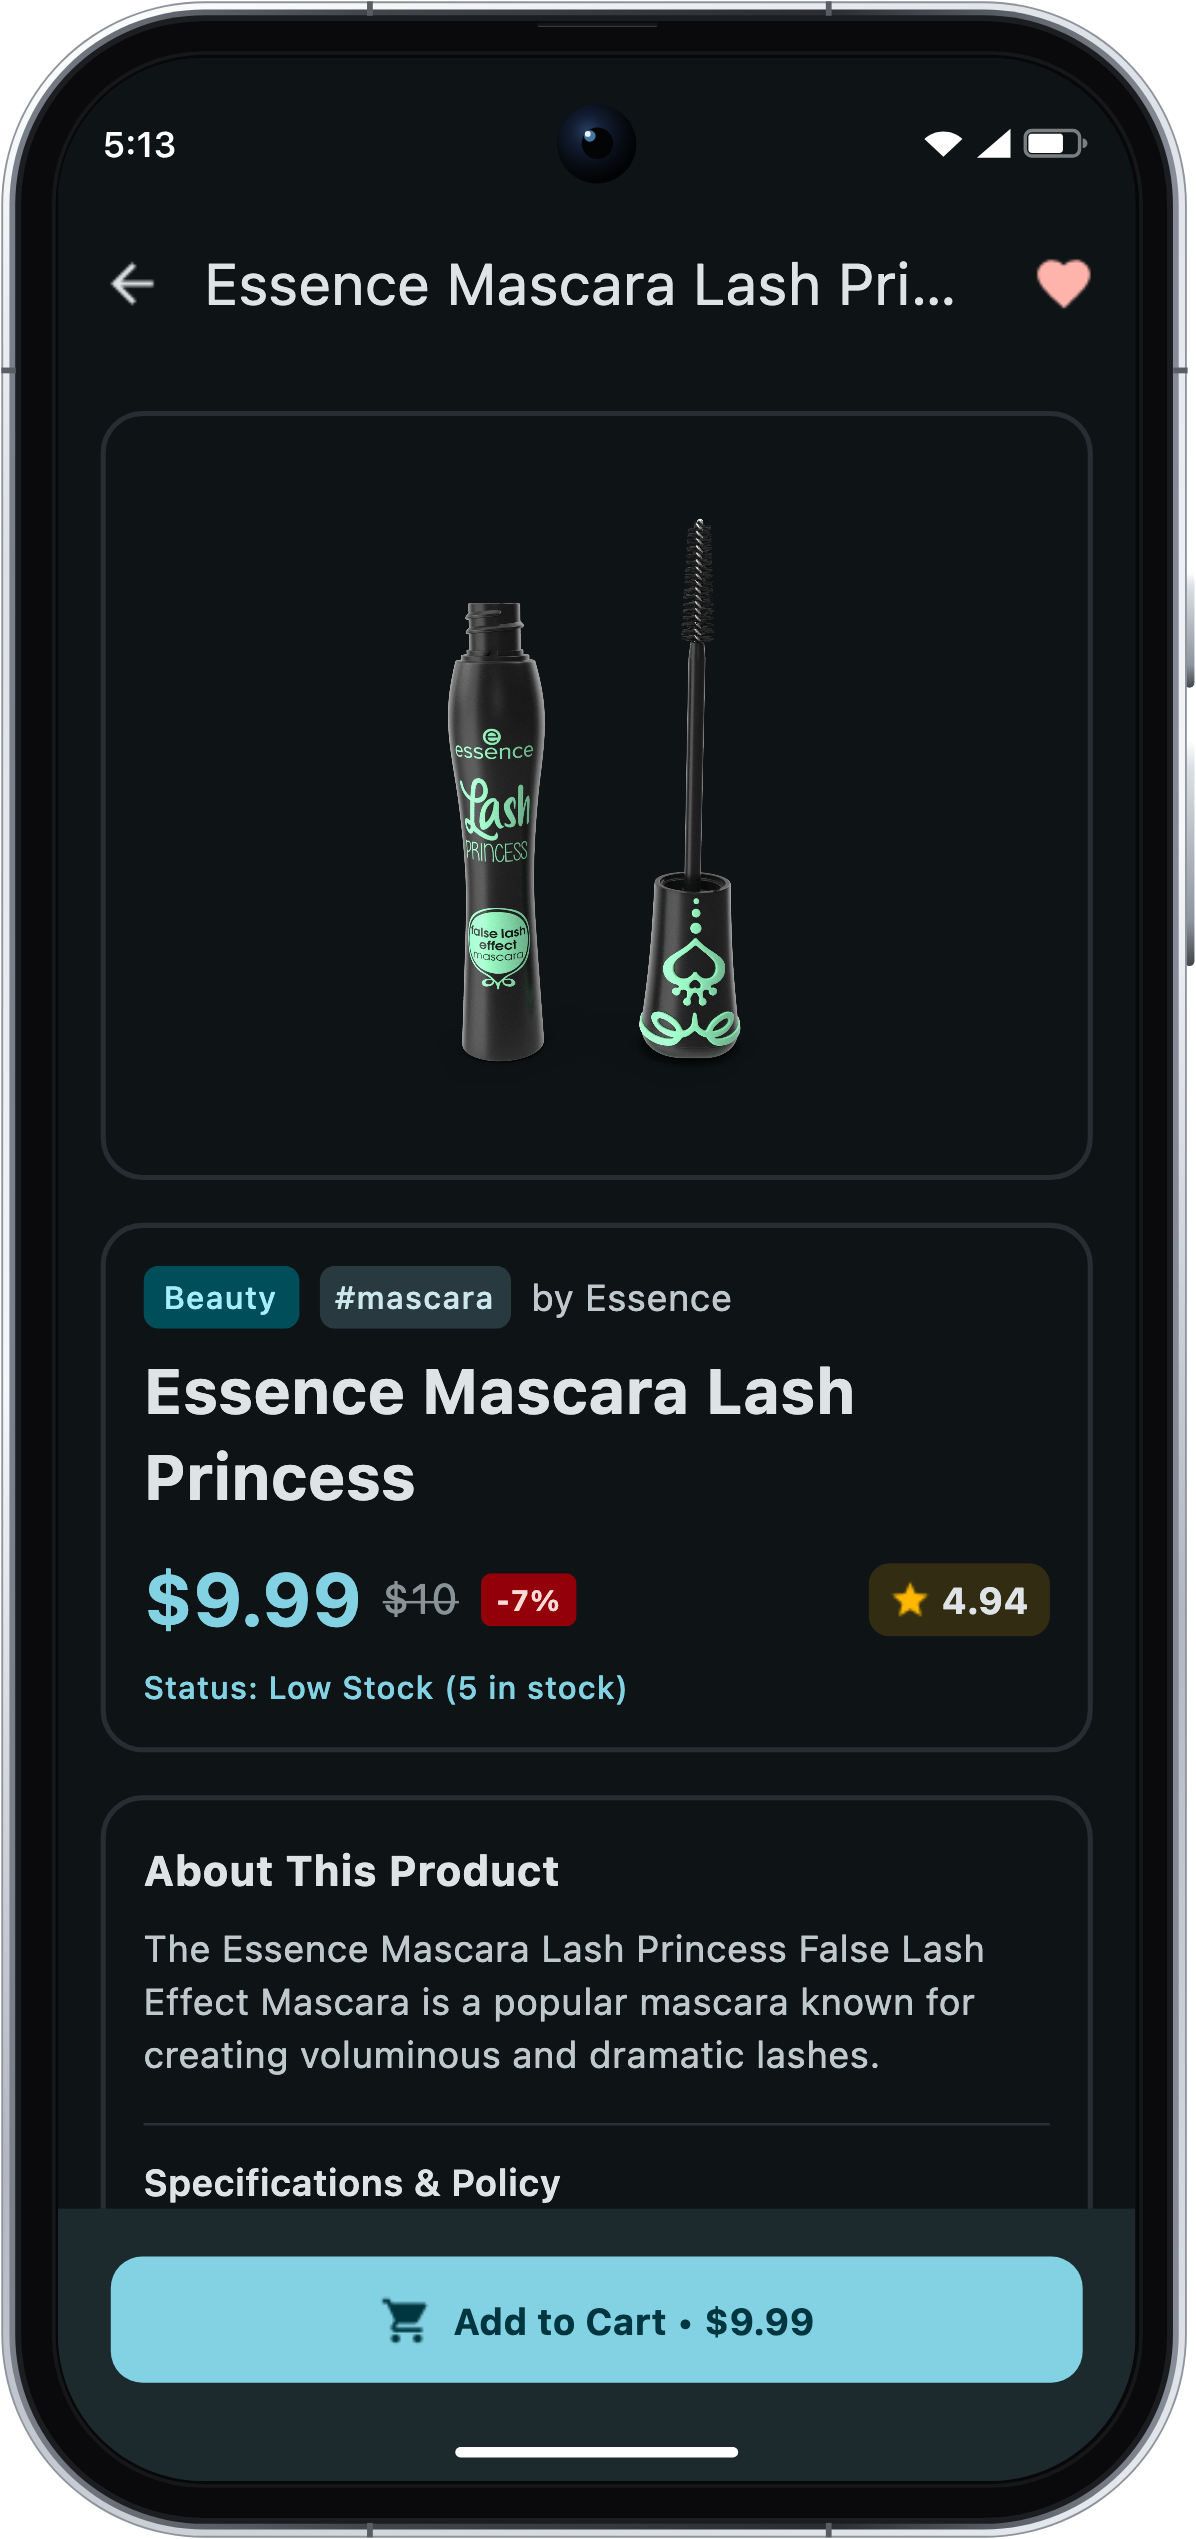 5:13
Essence Mascara Lash Pri...
essence
Lash
PRINCESS
false lash
effect
mascara
Beauty #mascara by Essence
Essence Mascara Lash
Princess
$9.99 $10 -7% 4.94
Status: Low Stock (5 in stock)
About This Product
The Essence Mascara Lash Princess False Lash
Effect Mascara is a popular mascara known for
creating voluminous and dramatic lashes.
Specifications & Policy
Add to Cart • $9.99